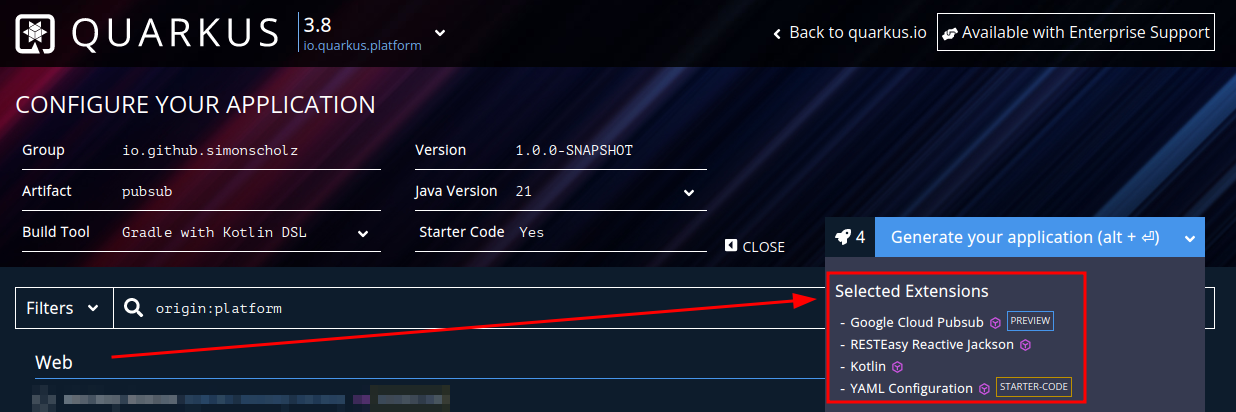 QUARKUS 3.8
io.quarkus.platform
Back to quarkus.io
Available with Enterprise Support
CONFIGURE YOUR APPLICATION
Group io.github.simonscholz
Version 1.0.0-SNAPSHOT
Artifact pubsub
Java Version 21
Build Tool Gradle with Kotlin DSL
Starter Code Yes
CLOSE
4 Generate your application (alt + ⏎)
Filters origin:platform
Selected Extensions
- Google Cloud Pubsub PREVIEW
- RESTEasy Reactive Jackson
- Kotlin
- YAML Configuration STARTER-CODE
Web